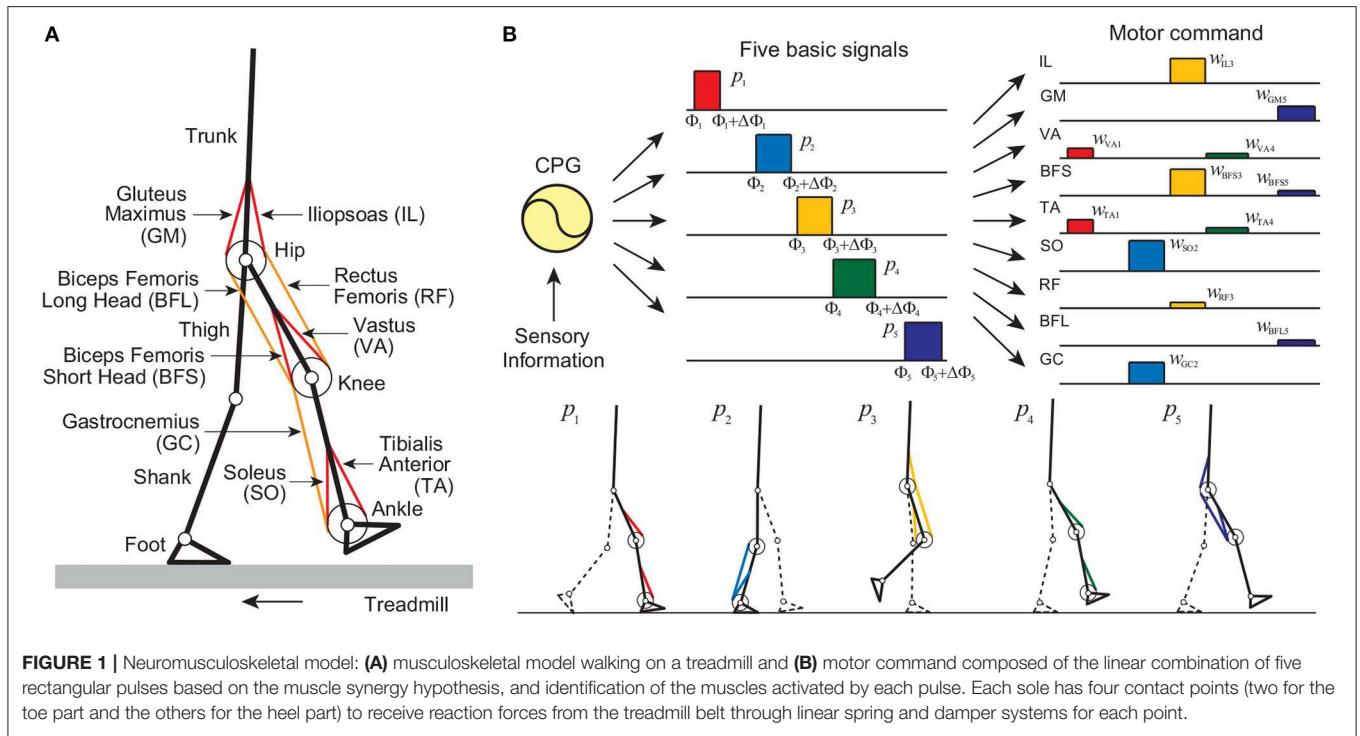 A
Trunk
Gluteus
Maximus
(GM)
Iliopsoas (IL)
Hip
Biceps Femoris
Long Head (BFL)
Rectus
Femoris (RF)
Thigh
Vastus
(VA)
Biceps Femoris
Short Head (BFS)
Knee
Gastrocnemius
(GC)
Tibialis
Anterior
(TA)
Shank
Soleus
(SO)
Ankle
Foot
Treadmill
B
Five basic signals
Motor command
CPG
Sensory
Information
p1
Φ1 Φ1+ΔΦ1
p2
Φ2 Φ2+ΔΦ2
p3
Φ3 Φ3+ΔΦ3
p4
Φ4 Φ4+ΔΦ4
p5
Φ5 Φ5+ΔΦ5
IL wIL3
GM wGM5
VA wVA1 wVA4
BFS wBFS3 wBFS5
TA wTA1 wTA4
SO wSO2
RF wRF3
BFL wBFL5
GC wGC2
p1 p2 p3 p4 p5
FIGURE 1 | Neuromusculoskeletal model: (A) musculoskeletal model walking on a treadmill and (B) motor command composed of the linear combination of five
rectangular pulses based on the muscle synergy hypothesis, and identification of the muscles activated by each pulse. Each sole has four contact points (two for the
toe part and the others for the heel part) to receive reaction forces from the treadmill belt through linear spring and damper systems for each point.